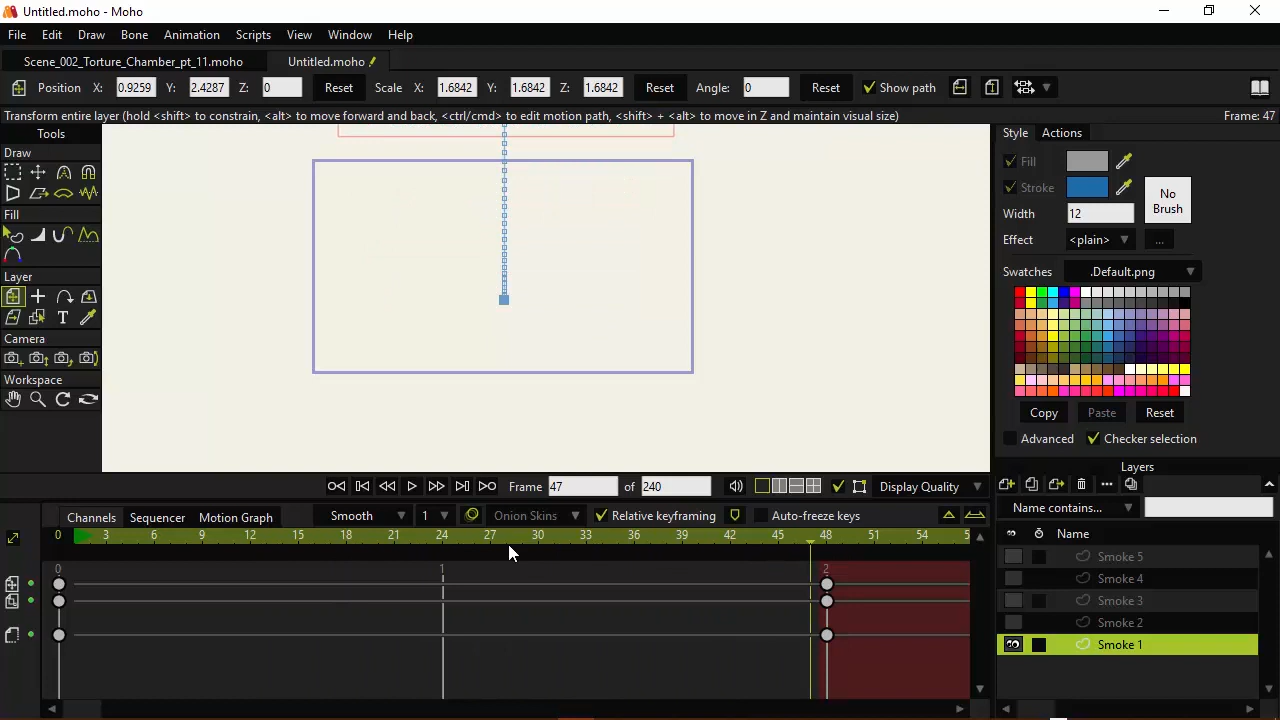 Untitled.moho - Moho
File Edit Draw Bone Animation Scripts View Window Help
Scene_002_Torture_Chamber_pt_11.moho Untitled.moho
Position X: 0.9259 Y: 2.4287 Z: 0 Reset Scale X: 1.6842 Y: 1.6842 Z: 1.6842 Reset Angle: 0 Reset Show path
Transform entire layer (hold <shift> to constrain, <alt> to move forward and back, <ctrl/cmd> to edit motion path, <shift> + <alt> to move in Z and maintain visual size) Frame: 47
Tools
Draw
Fill
Layer
Camera
Workspace
Style Actions
Fill
Stroke
No Brush
Width 12
Effect <plain> ...
Swatches .Default.png
Copy Paste Reset
Advanced Checker selection
Layers
Frame 47 of 240 Display Quality
Name contains...
Channels Sequencer Motion Graph Smooth 1 Onion Skins Relative keyframing Auto-freeze keys
0 3 6 9 12 15 18 21 24 27 30 33 36 39 42 45 48 51 54 5
0 1 2
Name
Smoke 5
Smoke 4
Smoke 3
Smoke 2
Smoke 1